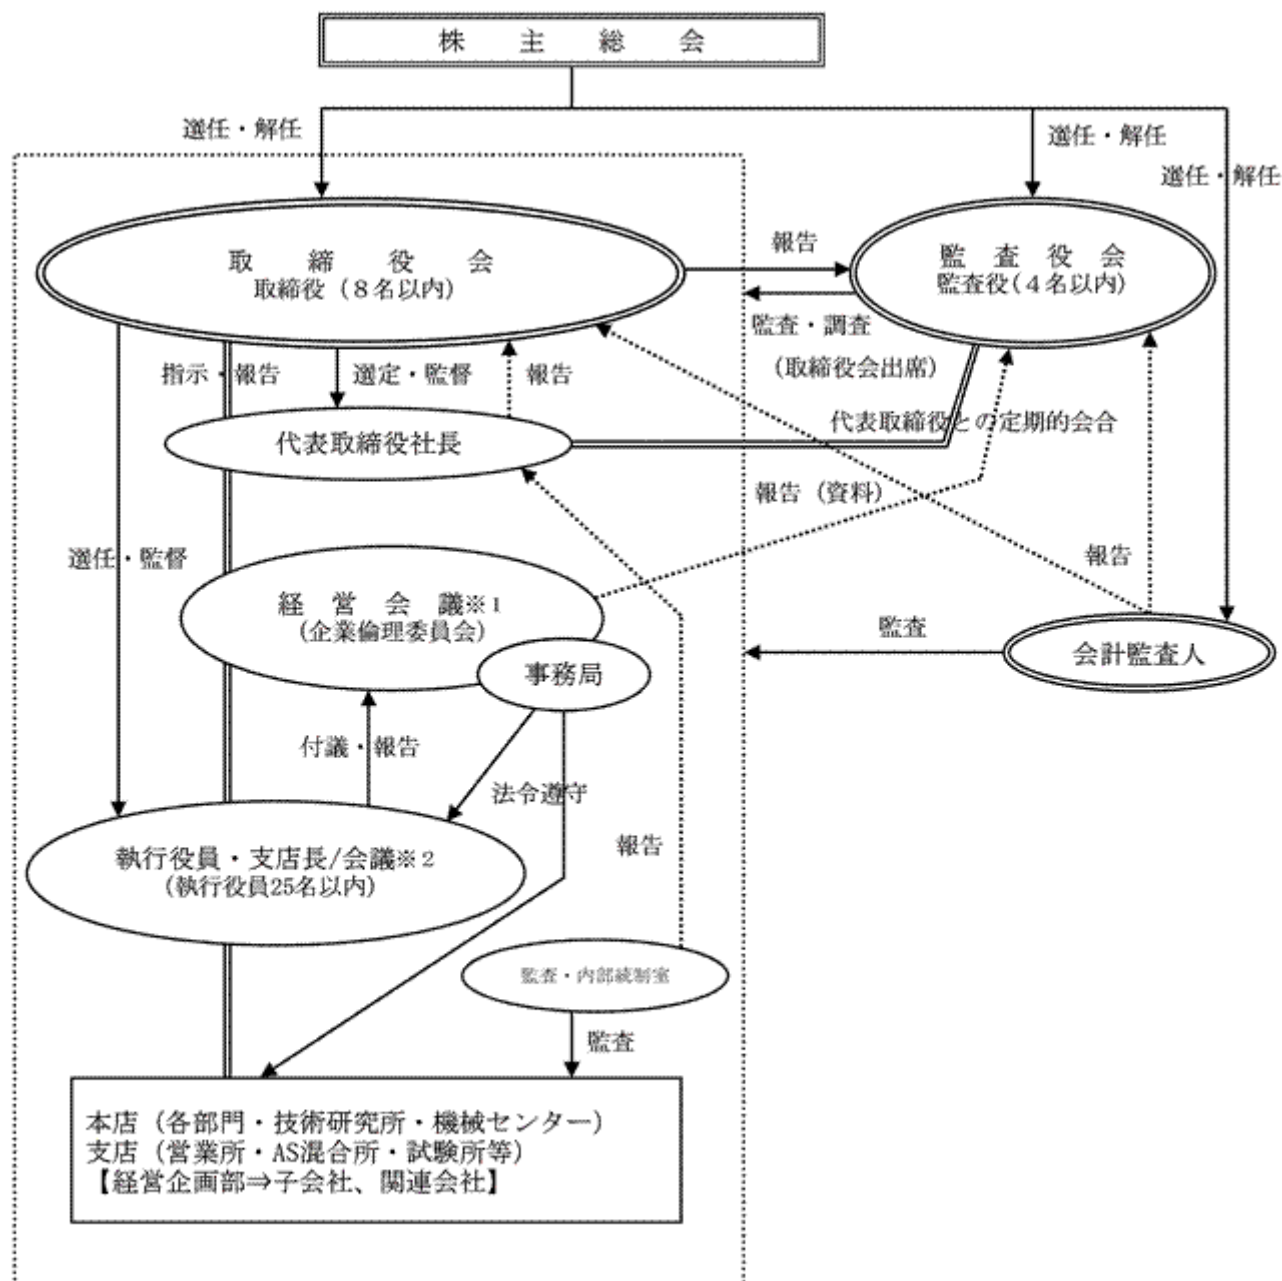 株主総会
選任・解任
選任・解任
選任・解任
取締役会
取締役（８名以内）
報告
監査役会
監査役(４名以内)
監査・調査
(取締役会出席)
指示・報告
選定・監督
報告
代表取締役社長
代表取締役との定期的会合
報告（資料）
選任・監督
経営会議※１
(企業倫理委員会)
事務局
報告
監査
会計監査人
付議・報告
法令遵守
執行役員・支店長/会議※２
(執行役員25名以内)
報告
監査・内部統制室
監査
本店（各部門・技術研究所・機械センター）
支店（営業所・AS混合所・試験所等）
【経営企画部⇒子会社、関連会社】